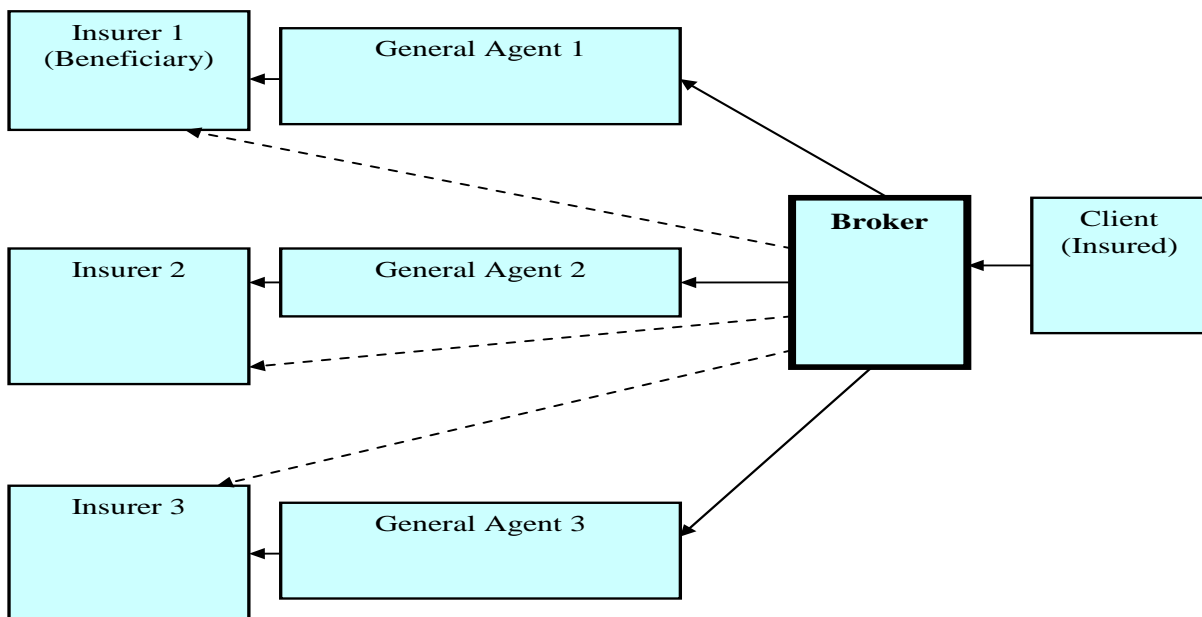 Insurer 1
(Beneficiary)
General Agent 1
Broker
Client
(Insured)
Insurer 2
General Agent 2
Insurer 3
General Agent 3